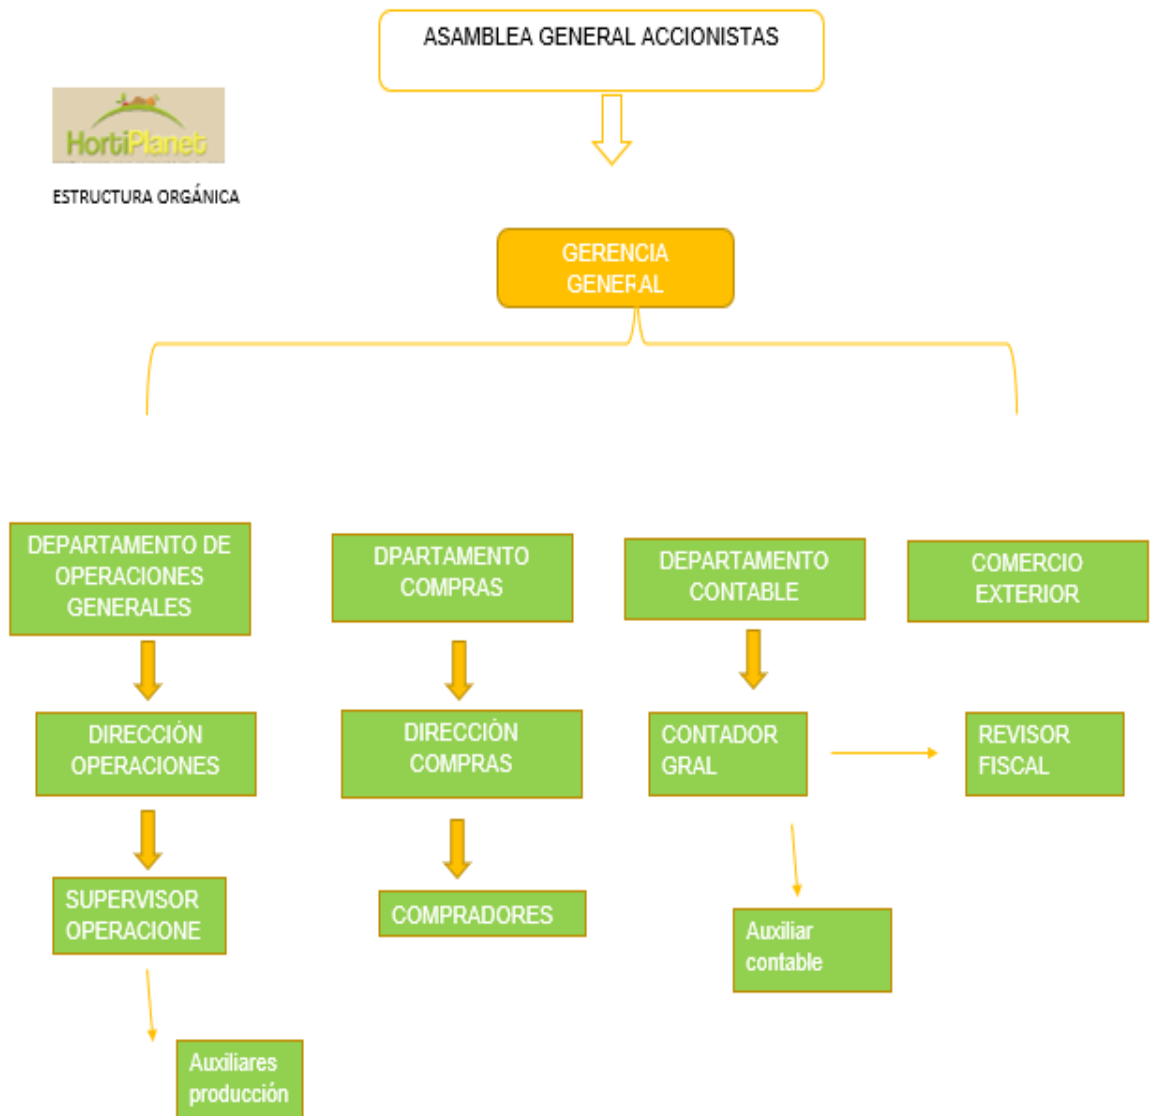 ASAMBLEA GENERAL ACCIONISTAS
HortiPlanet
ESTRUCTURA ORGÁNICA
GERENCIA
GENERAL
DEPARTAMENTO DE
OPERACIONES
GENERALES
DPARTAMENTO
COMPRAS
DEPARTAMENTO
CONTABLE
COMERCIO
EXTERIOR
DIRECCIÓN
OPERACIONES
DIRECCIÓN
COMPRAS
CONTADOR
GRAL
REVISOR
FISCAL
SUPERVISOR
OPERACIONE
COMPRADORES
Auxiliar
contable
Auxiliares
producción